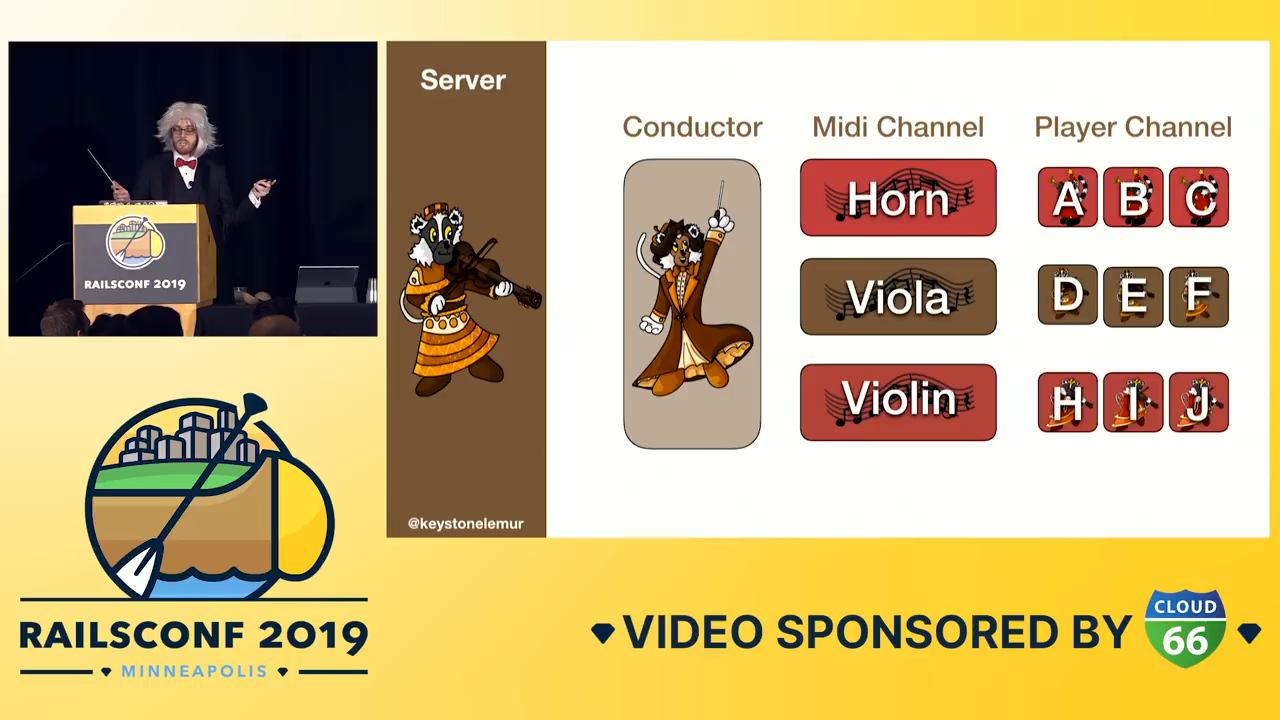 RAILSCONF 2019
Server
@keystonelemur
Conductor
Midi Channel
Player Channel
Horn
A B C
Viola
D E F
Violin
H I J
RAILSCONF 2019
MINNEAPOLIS
VIDEO SPONSORED BY
CLOUD
66